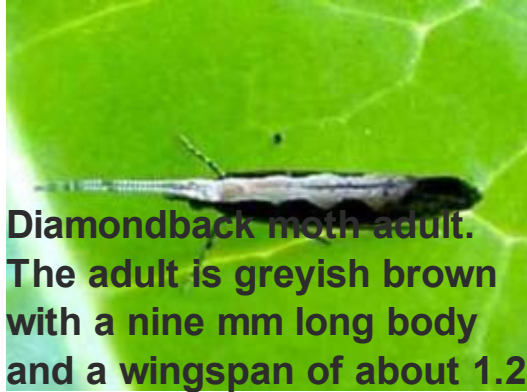 Diamondback moth adult.
The adult is greyish brown
with a nine mm long body
and a wingspan of about 1.2